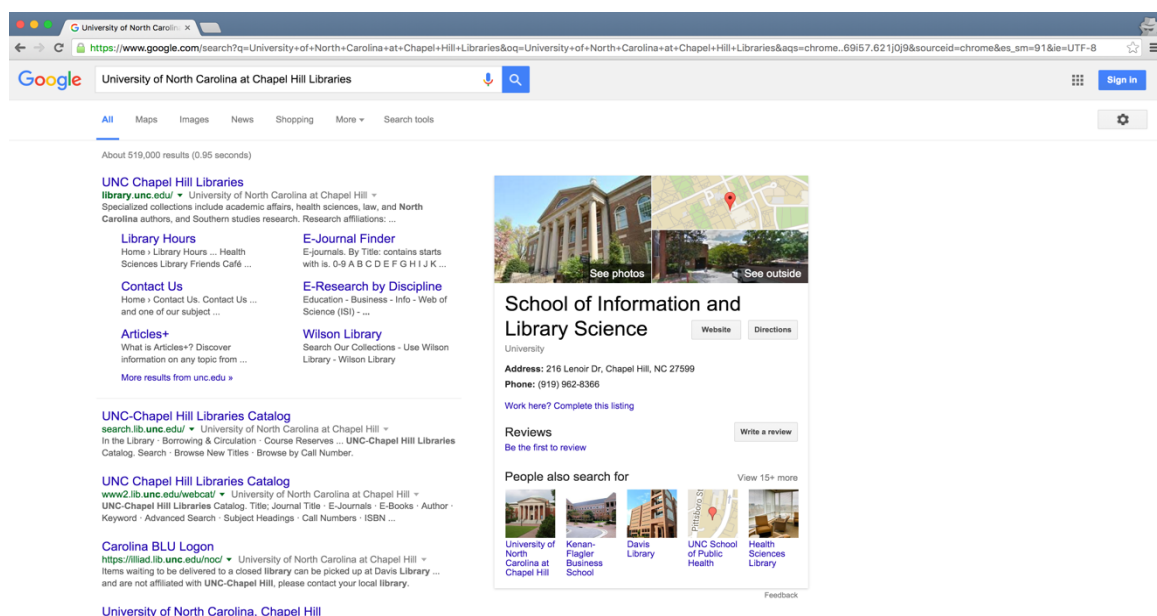 University of North Carolin
https://www.google.com/search?q=University+of+North+Carolina+at+Chapel+Hill+Libraries&oq=University+of+North+Carolina+at+Chapel+Hill+Libraries&aqs=chrome..69i57.621j0j9&sourceid=chrome&es_sm=91&ie=UTF-8
Google
University of North Carolina at Chapel Hill Libraries
Sign in
All Maps Images News Shopping More Search tools
About 519,000 results (0.95 seconds)
UNC Chapel Hill Libraries
library.unc.edu/ University of North Carolina at Chapel Hill
Specialized collections include academic affairs, health sciences, law, and North
Carolina authors, and Southern studies research. Research affiliations: ...
Library Hours
Home › Library Hours ... Health
Sciences Library Friends Café ...
E-Journal Finder
E-journals. By Title: contains starts
with is. 0-9 A B C D E F G H I J K ...
Contact Us
Home › Contact Us. Contact Us ...
and one of our subject ...
E-Research by Discipline
Education - Business - Info - Web of
Science (ISI) - ...
Articles+
What is Articles+? Discover
information on any topic from ...
Wilson Library
Search Our Collections - Use Wilson
Library - Wilson Library
More results from unc.edu »
UNC-Chapel Hill Libraries Catalog
search.lib.unc.edu/ University of North Carolina at Chapel Hill
In the Library · Borrowing & Circulation · Course Reserves ... UNC-Chapel Hill Libraries
Catalog. Search · Browse New Titles · Browse by Call Number.
UNC Chapel Hill Libraries Catalog
www2.lib.unc.edu/webcat/ University of North Carolina at Chapel Hill
UNC-Chapel Hill Libraries Catalog. Title; Journal Title · E-Journals · E-Books · Author ·
Keyword · Advanced Search · Subject Headings · Call Numbers · ISBN ...
Carolina BLU Logon
https://illiad.lib.unc.edu/noc/ University of North Carolina at Chapel Hill
Items waiting to be delivered to a closed library can be picked up at Davis Library ...
and are not affiliated with UNC-Chapel Hill, please contact your local library.
University of North Carolina, Chapel Hill
See photos
See outside
School of Information and
Library Science
Website Directions
University
Address: 216 Lenoir Dr, Chapel Hill, NC 27599
Phone: (919) 962-8366
Work here? Complete this listing
Reviews
Write a review
Be the first to review
People also search for
View 15+ more
Pittsboro St
University of
North
Carolina at
Chapel Hill
Kenan-
Flagler
Business
School
Davis
Library
UNC School
of Public
Health
Health
Sciences
Library
Feedback